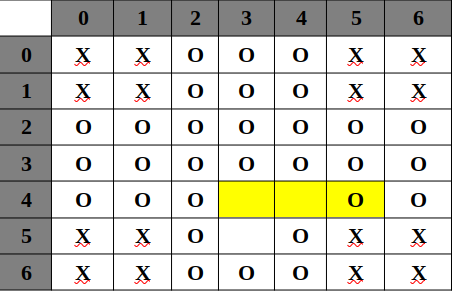 0 1 2 3 4 5 6
0 X X O O O X X
1 X X O O O X X
2 O O O O O O O
3 O O O O O O O
4 O O O O O
5 X X O O X X
6 X X O O O X X